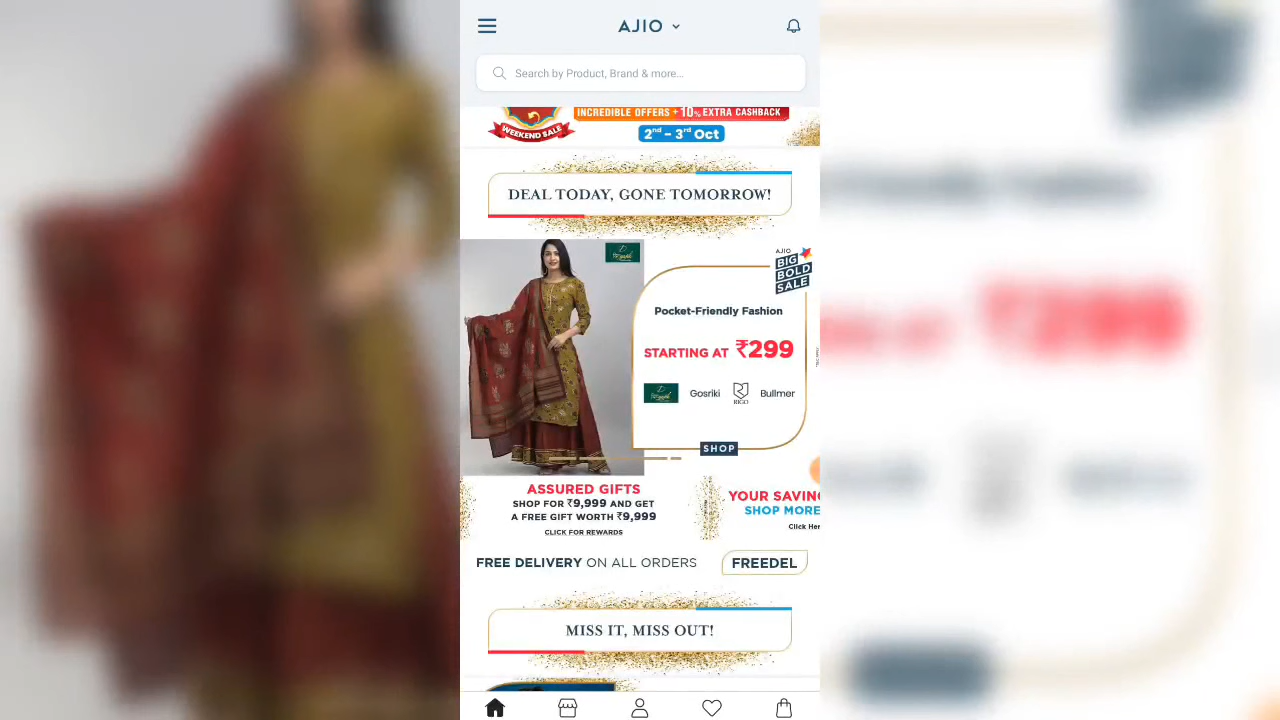 AJIO
Search by Product, Brand & more...
INCREDIBLE OFFERS + 10% EXTRA CASHBACK
WEEKEND SALE
2nd - 3rd Oct
DEAL TODAY, GONE TOMORROW!
AJIO
BIG
BOLD
SALE
Pocket-Friendly Fashion
STARTING AT ₹299
Gosriki RIGO Bullmer
SHOP
ASSURED GIFTS
SHOP FOR ₹9,999 AND GET
A FREE GIFT WORTH ₹9,999
CLICK FOR REWARDS
YOUR SAVIN
SHOP MORE
Click Her
FREE DELIVERY ON ALL ORDERS FREEDEL
MISS IT, MISS OUT!